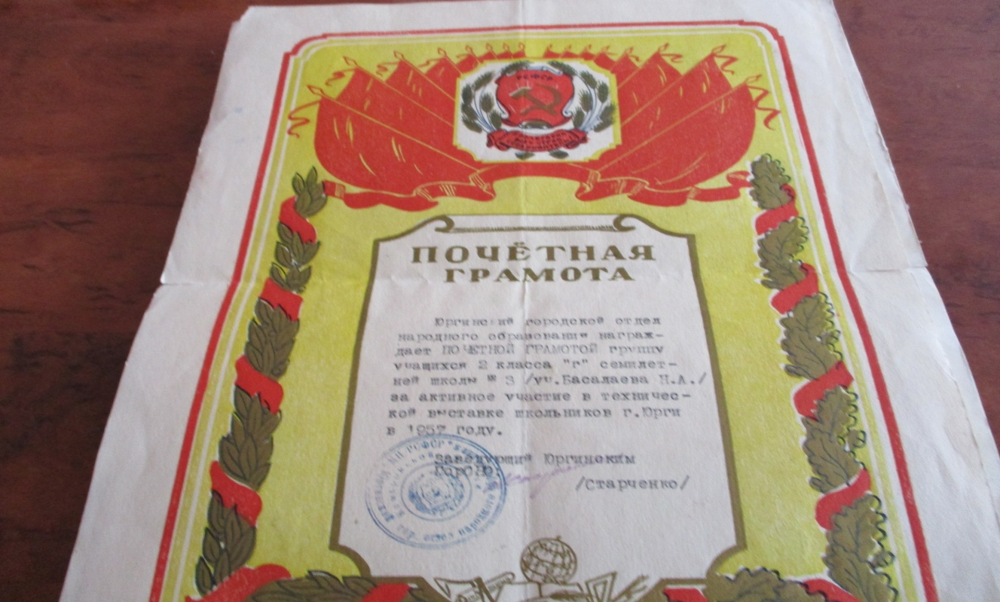 РСФСР
ПОЧЁТНАЯ
ГРАМОТА
Юргинский городской отдел
народного образования награж-
дает ПОЧЕТНОЙ ГРАМОТОЙ группу
учащихся 2 класса "г" семилет-
ней школы № 3 /уч.Басалаева Н.А./
за активное участие в техничес-
кой выставке школьников г.Юрги
в 1957 году.
Заведующий Юргинским
ГорОНО:
/Старченко/